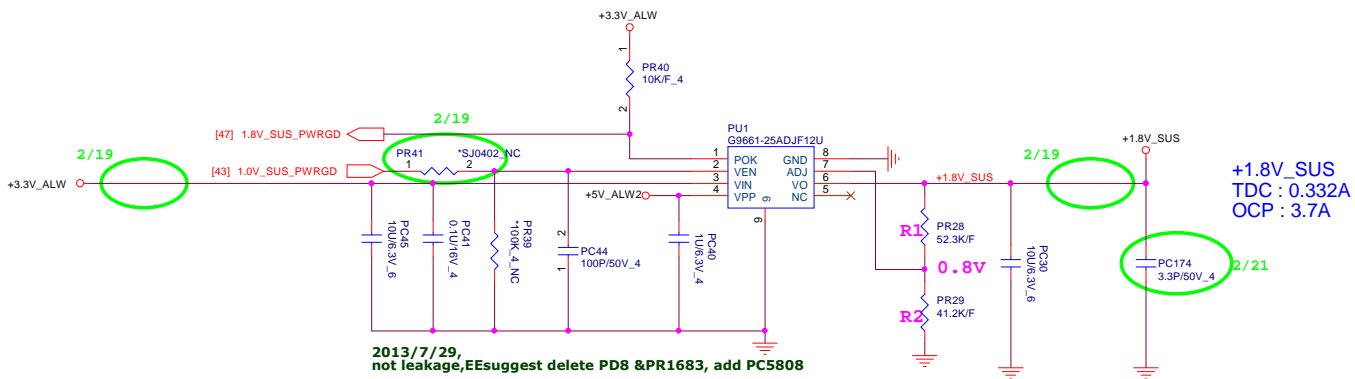 +3.3V_ALW
1
PR40
10K/F_4
2
[47] 1.8V_SUS_PWRGD
2/19
PU1
G9661-25ADJF12U
+1.8V_SUS
2/19
PR41
*SJ0402_NC
1
2
[43] 1.0V_SUS_PWRGD
1
POK
GND
8
2
VEN
ADJ
7
3
VIN
VO
6
4
VPP
NC
5
9
9
2/19
+3.3V_ALW
+5V_ALW2
+1.8V_SUS
+1.8V_SUS
TDC : 0.332A
OCP : 3.7A
PC45
10U/6.3V_6
PC41
0.1U/16V_4
PR39
*100K_4_NC
2
PC44
100P/50V_4
1
PC40
1U/6.3V_4
R1
PR28
52.3K/F
0.8V
PC30
10U/6.3V_6
PC174
3.3P/50V_4
2/21
R2
PR29
41.2K/F
2013/7/29,
not leakage,EEsuggest delete PD8 &PR1683, add PC5808